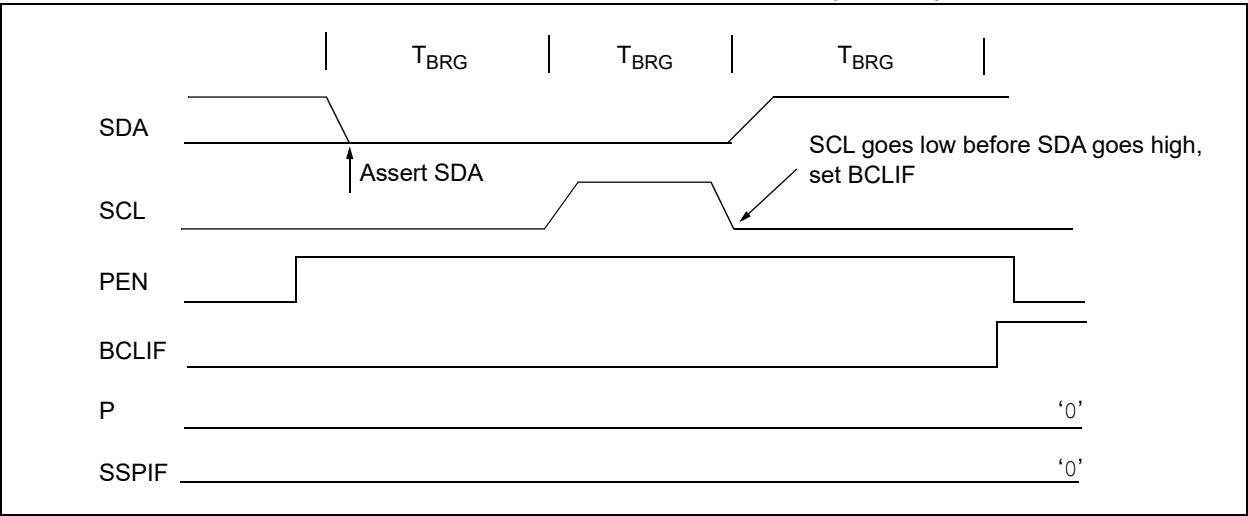 TBRG TBRG TBRG
SDA
SCL goes low before SDA goes high,
set BCLIF
Assert SDA
SCL
PEN
BCLIF
P ‘0’
SSPIF ‘0’